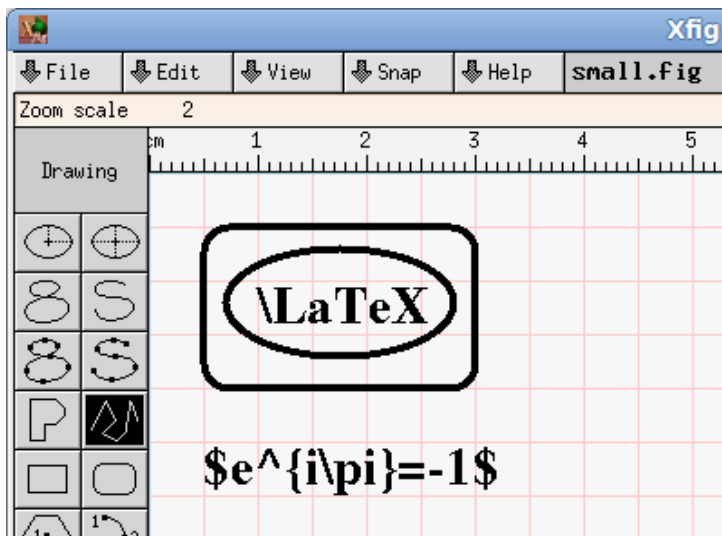 Xfig
File Edit View Snap Help small.fig
Zoom scale 2
cm 1 2 3 4 5
Drawing
\LaTeX
$e^{i\pi}=-1$